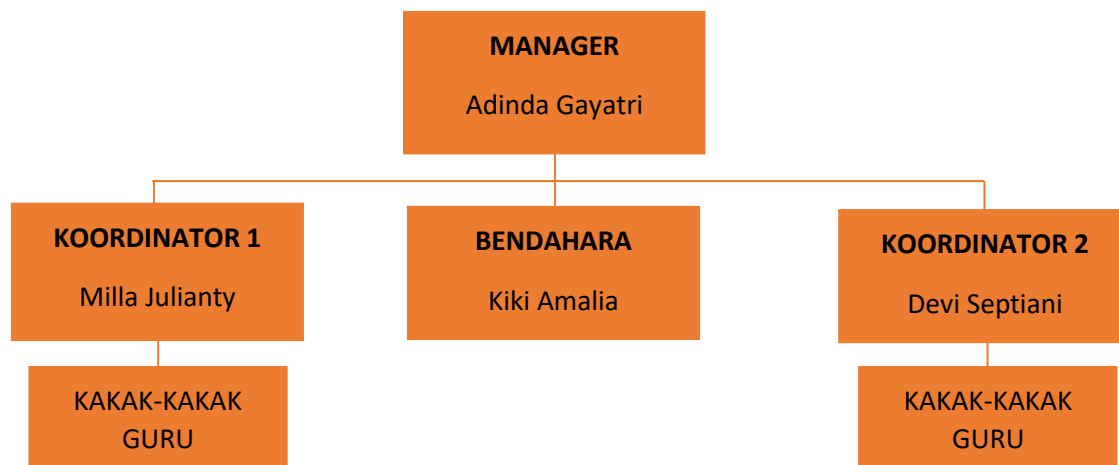 MANAGER
Adinda Gayatri
KOORDINATOR 1
Milla Julianty
BENDAHARA
Kiki Amalia
KOORDINATOR 2
Devi Septiani
KAKAK-KAKAK
GURU
KAKAK-KAKAK
GURU